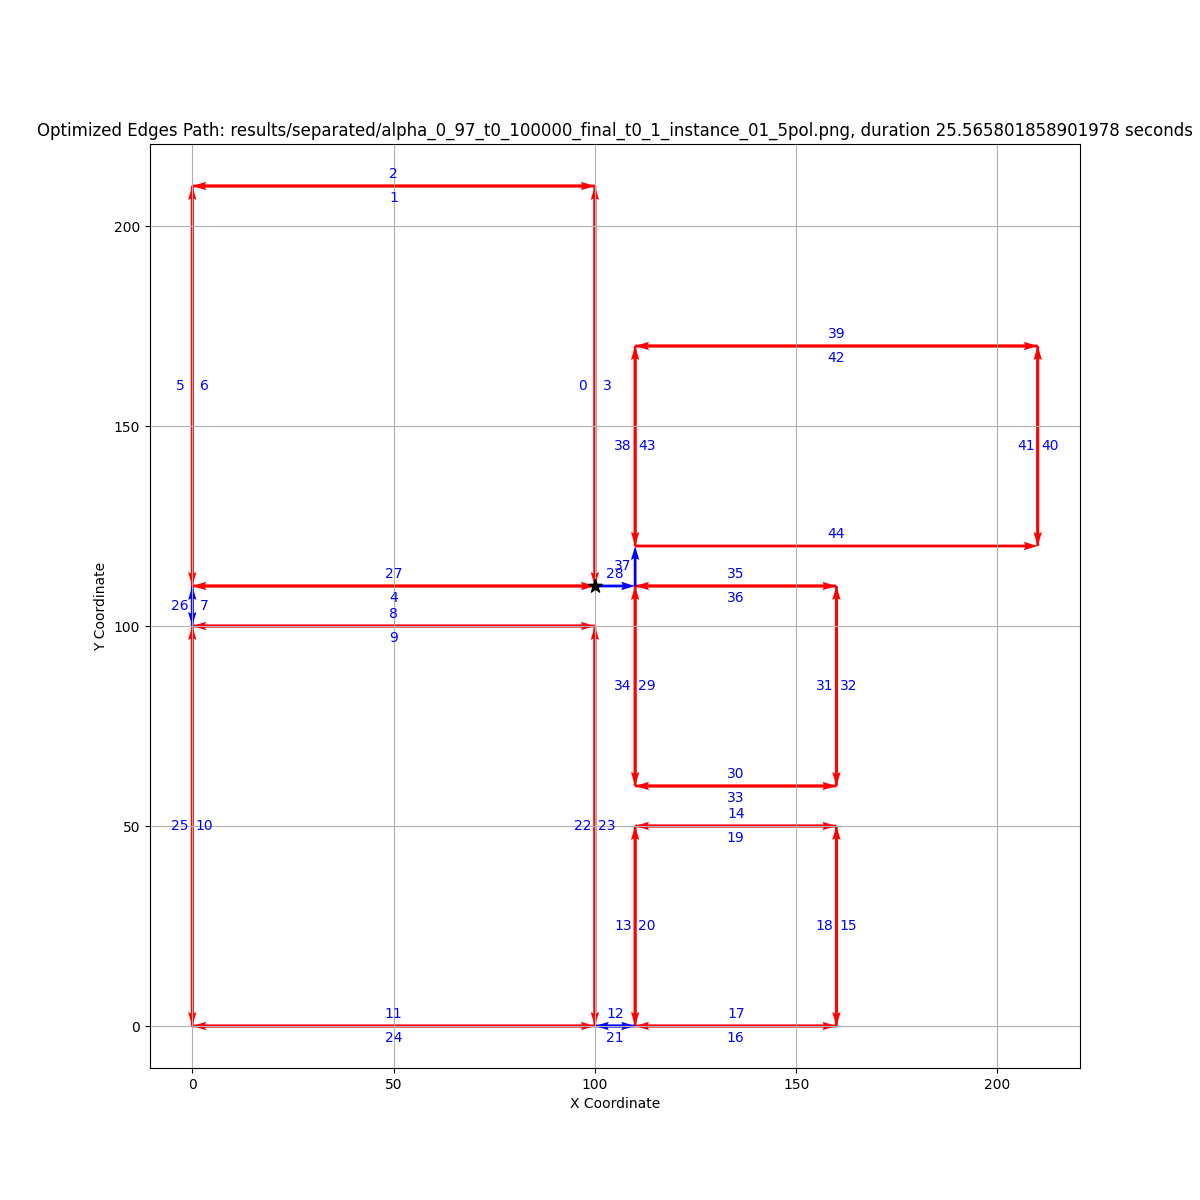 Optimized Edges Path: results/separated/alpha_0_97_t0_100000_final_t0_1_instance_01_5pol.png, duration 25.565801858901978 seconds
2
1
200
39
42
5 6 0 3
150
38 43 41 40
44
37
27 28 35
4 36
26 7
8
100
9
34 29 31 32
30
33
14
50
25 10 22 23
19
13 20 18 15
11 12 17
0
24 21 16
0 50 100 150 200
X Coordinate
Y Coordinate